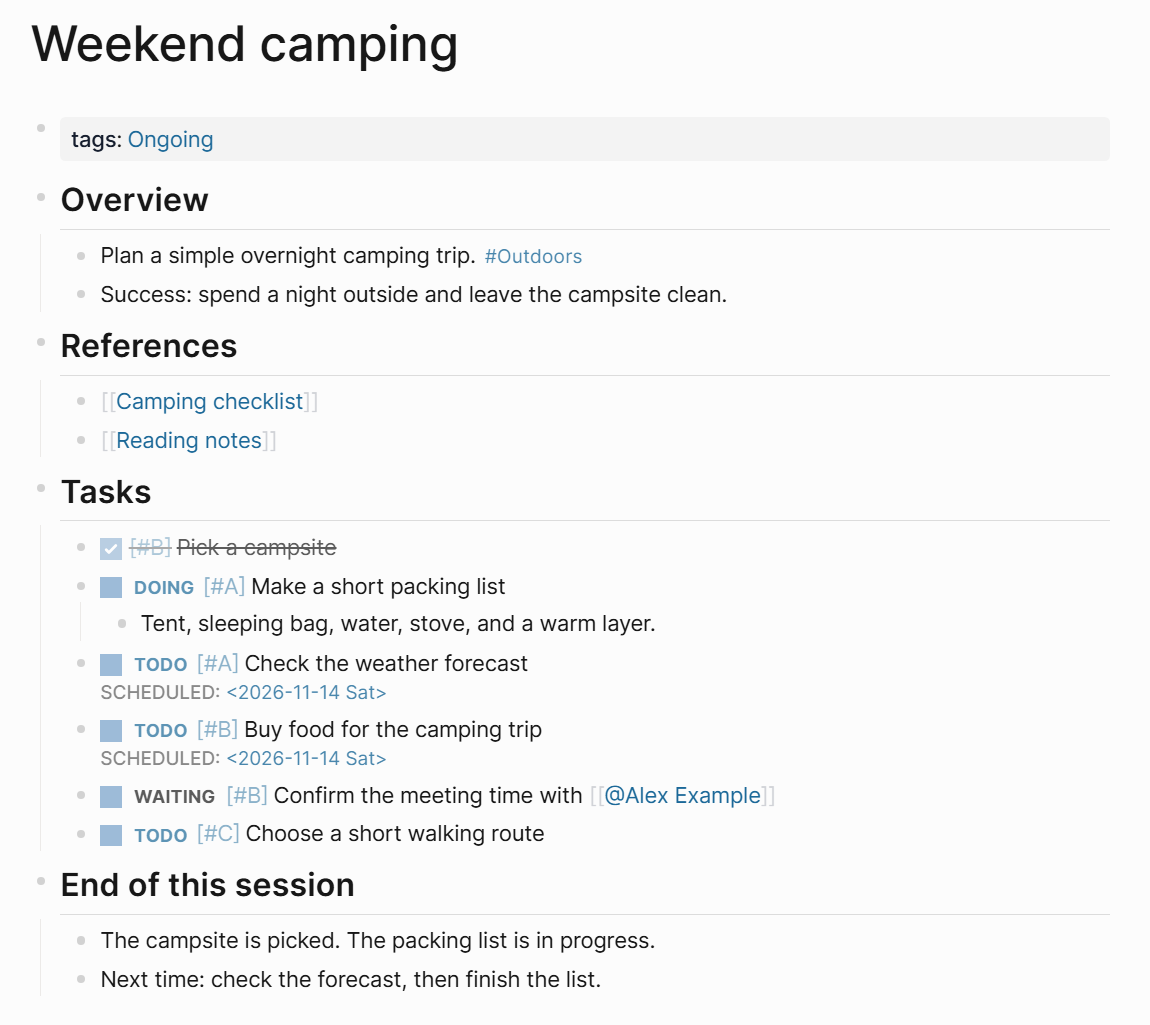 Weekend camping
tags: Ongoing
Overview
Plan a simple overnight camping trip. #Outdoors
Success: spend a night outside and leave the campsite clean.
References
[[Camping checklist]]
[[Reading notes]]
Tasks
[#B] Pick a campsite
DOING [#A] Make a short packing list
Tent, sleeping bag, water, stove, and a warm layer.
TODO [#A] Check the weather forecast
SCHEDULED: <2026-11-14 Sat>
TODO [#B] Buy food for the camping trip
SCHEDULED: <2026-11-14 Sat>
WAITING [#B] Confirm the meeting time with [[@Alex Example]]
TODO [#C] Choose a short walking route
End of this session
The campsite is picked. The packing list is in progress.
Next time: check the forecast, then finish the list.